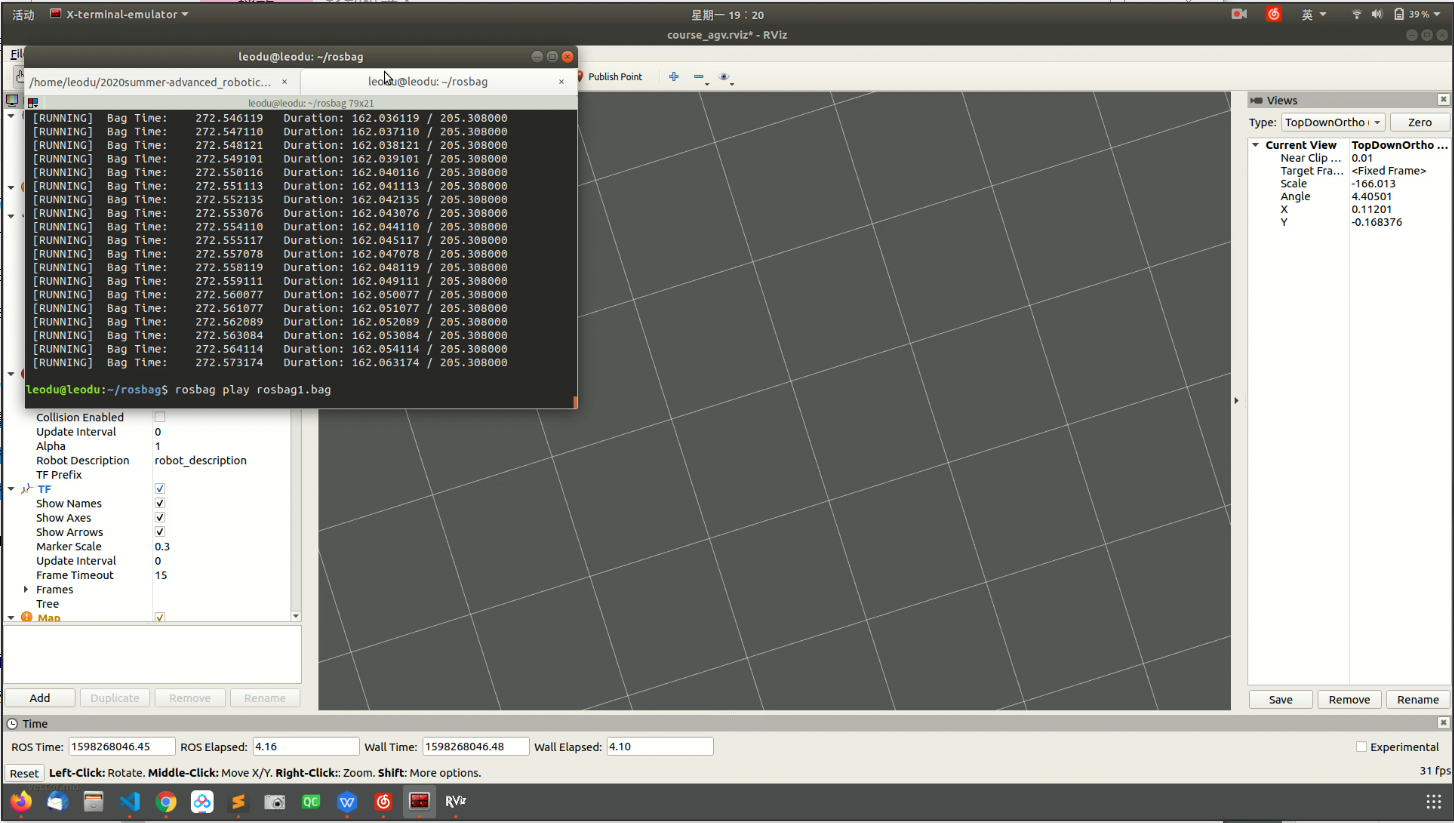 活动 X-terminal-emulator 星期一 19：20 英 39 %
course_agv.rviz* - RViz
leodu@leodu: ~/rosbag
/home/leodu/2020summer-advanced_robotic... × leodu@leodu: ~/rosbag ×
Publish Point
leodu@leodu: ~/rosbag 79x21
[RUNNING] Bag Time: 272.546119 Duration: 162.036119 / 205.308000
[RUNNING] Bag Time: 272.547110 Duration: 162.037110 / 205.308000
[RUNNING] Bag Time: 272.548121 Duration: 162.038121 / 205.308000
[RUNNING] Bag Time: 272.549101 Duration: 162.039101 / 205.308000
[RUNNING] Bag Time: 272.550116 Duration: 162.040116 / 205.308000
[RUNNING] Bag Time: 272.551113 Duration: 162.041113 / 205.308000
[RUNNING] Bag Time: 272.552135 Duration: 162.042135 / 205.308000
[RUNNING] Bag Time: 272.553076 Duration: 162.043076 / 205.308000
[RUNNING] Bag Time: 272.554110 Duration: 162.044110 / 205.308000
[RUNNING] Bag Time: 272.555117 Duration: 162.045117 / 205.308000
[RUNNING] Bag Time: 272.557078 Duration: 162.047078 / 205.308000
[RUNNING] Bag Time: 272.558119 Duration: 162.048119 / 205.308000
[RUNNING] Bag Time: 272.559111 Duration: 162.049111 / 205.308000
[RUNNING] Bag Time: 272.560077 Duration: 162.050077 / 205.308000
[RUNNING] Bag Time: 272.561077 Duration: 162.051077 / 205.308000
[RUNNING] Bag Time: 272.562089 Duration: 162.052089 / 205.308000
[RUNNING] Bag Time: 272.563084 Duration: 162.053084 / 205.308000
[RUNNING] Bag Time: 272.564114 Duration: 162.054114 / 205.308000
[RUNNING] Bag Time: 272.573174 Duration: 162.063174 / 205.308000
leodu@leodu:~/rosbag$ rosbag play rosbag1.bag
Collision Enabled
Update Interval 0
Alpha 1
Robot Description robot_description
TF Prefix
TF
Show Names
Show Axes
Show Arrows
Marker Scale 0.3
Update Interval 0
Frame Timeout 15
Frames
Tree
Map
Add Duplicate Remove Rename
Views
Type: TopDownOrtho ( Zero
Current View TopDownOrtho ...
Near Clip ... 0.01
Target Fra... <Fixed Frame>
Scale -166.013
Angle 4.40501
X 0.11201
Y -0.168376
Save Remove Rename
Time
ROS Time: 1598268046.45 ROS Elapsed: 4.16 Wall Time: 1598268046.48 Wall Elapsed: 4.10 Experimental
Reset Left-Click: Rotate. Middle-Click: Move X/Y. Right-Click:: Zoom. Shift: More options. 31 fps
QC W RViz